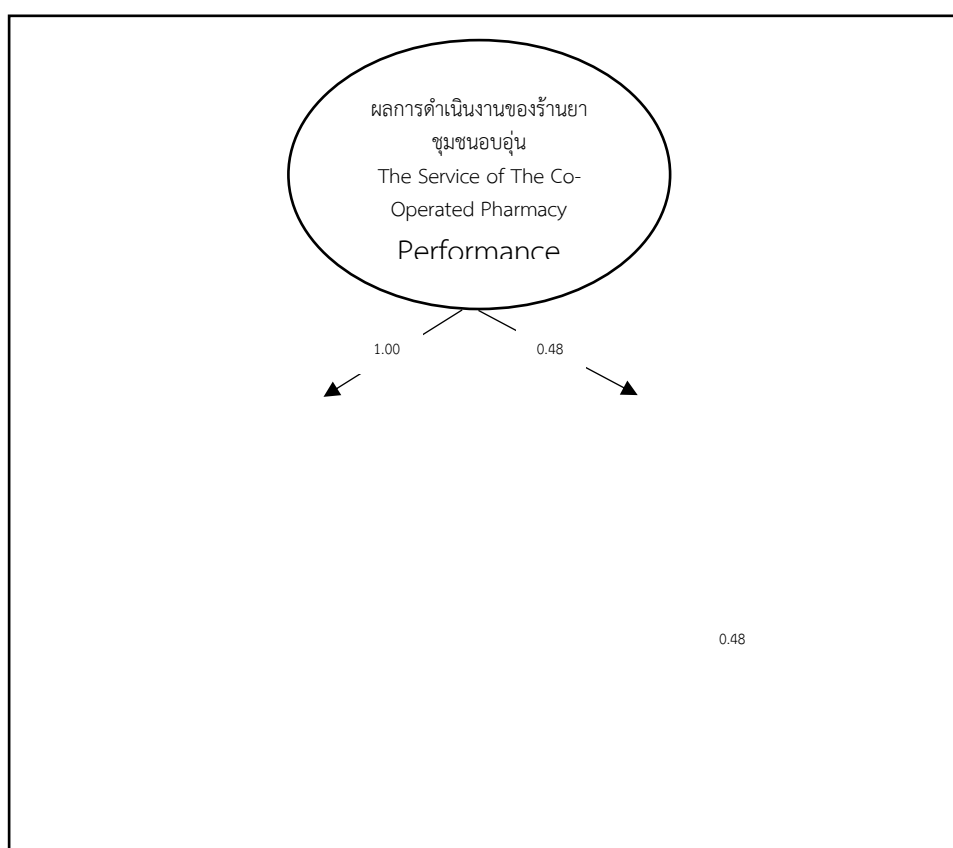 ผลการดำเนินงานของร้านยา
ชุมชนอบอุ่น
The Service of The Co-
Operated Pharmacy
Performance
1.00 0.48
0.48